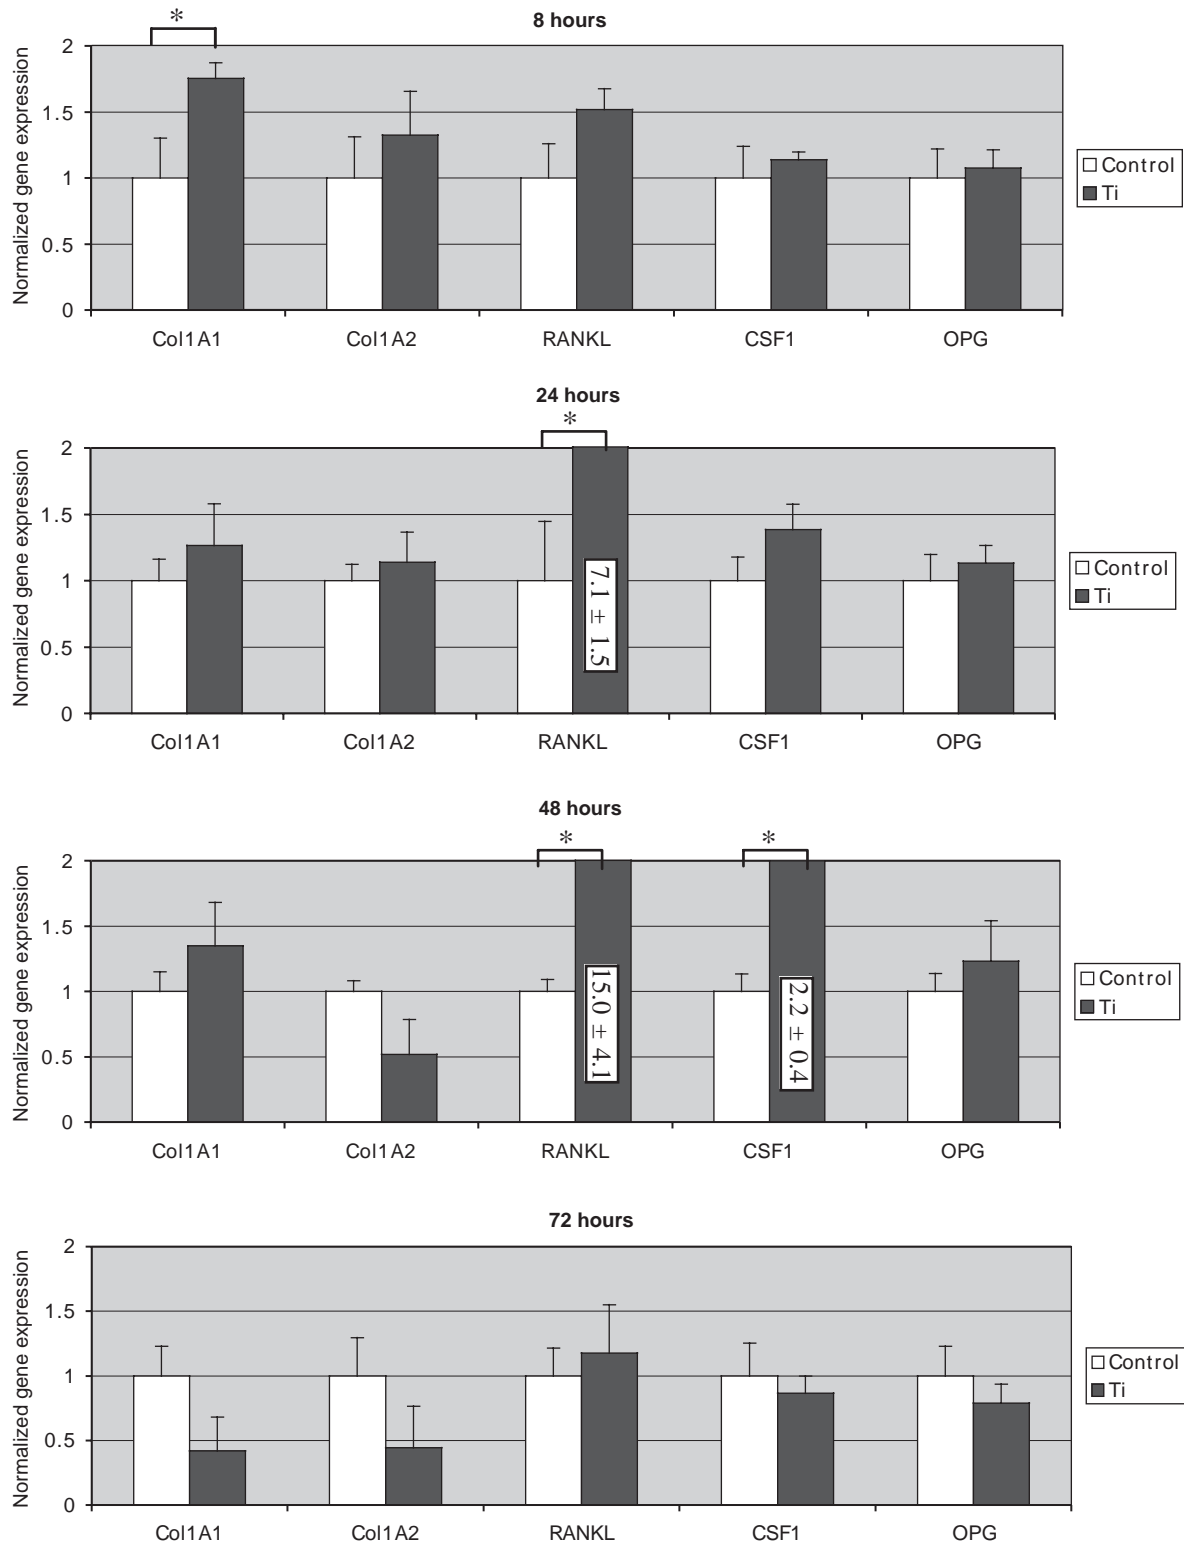 8 hours
*
Normalized gene expression
2
1.5
1
0.5
0
Col1A1 Col1A2 RANKL CSF1 OPG
Control
Ti
24 hours
*
Normalized gene expression
2
1.5
1
0.5
0
7.1 ± 1.5
Col1A1 Col1A2 RANKL CSF1 OPG
Control
Ti
48 hours
* *
Normalized gene expression
2
1.5
1
0.5
0
15.0 ± 4.1
2.2 ± 0.4
Col1A1 Col1A2 RANKL CSF1 OPG
Control
Ti
72 hours
Normalized gene expression
2
1.5
1
0.5
0
Col1A1 Col1A2 RANKL CSF1 OPG
Control
Ti